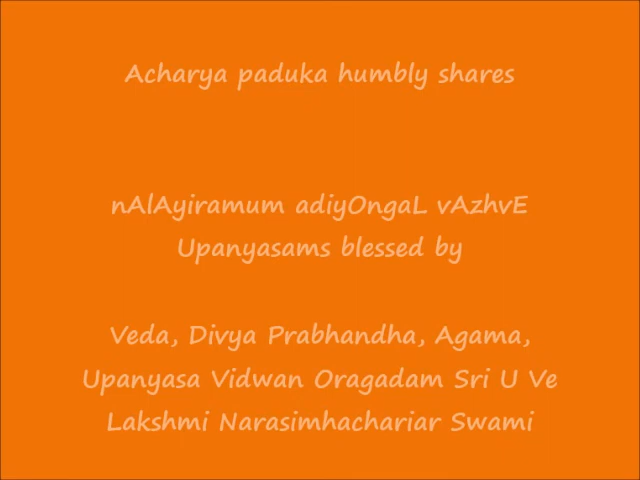 Acharya paduka humbly shares
nAlAyiramum adiyOngaL vAzhvE
Upanyasams blessed by
Veda, Divya Prabhandha, Agama,
Upanyasa Vidwan Oragadam Sri U Ve
Lakshmi Narasimhachariar Swami